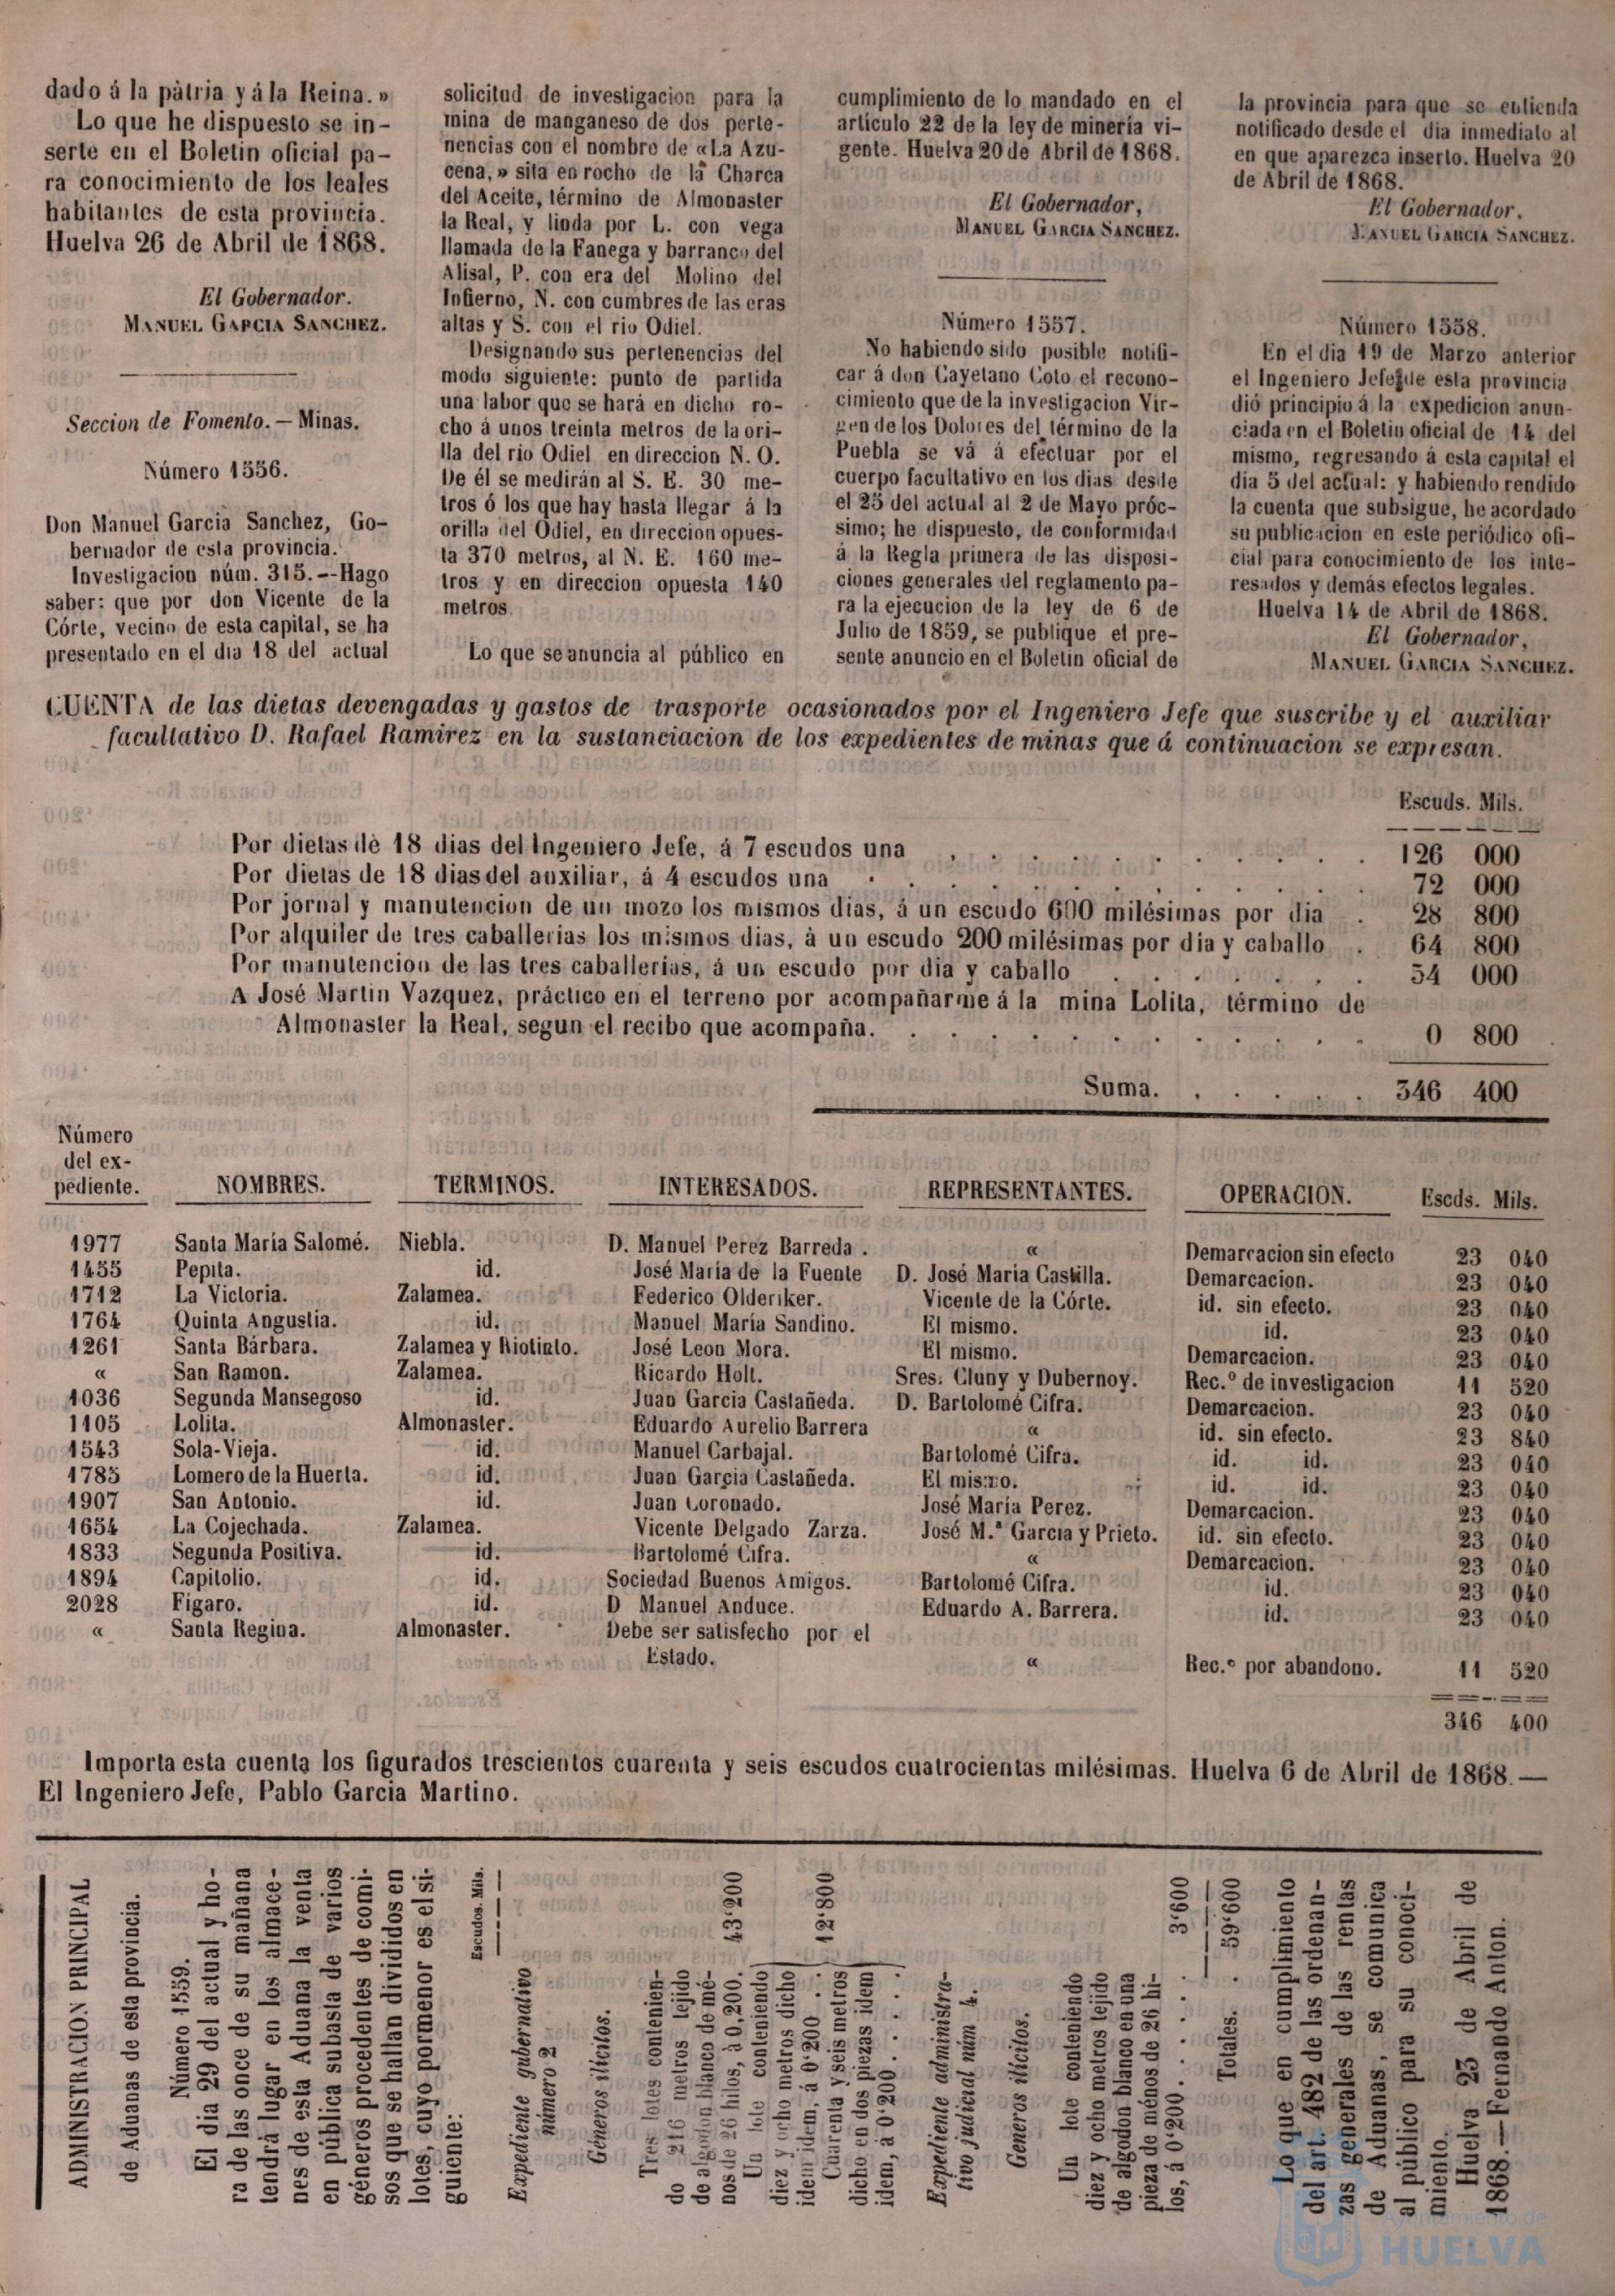 dado á la pàtria y á la Reina. »
Lo que he dispuesto se in-
serte en el Boletin oficial pa-
ra conocimiento de los leales
habitantes de esta provincia.
Huelva 26 de Abril de 1868.
El Gobernador.
MANUEL GARCIA SANCHEZ.
Seccion de Fomento. — Minas.
Número 1556.
Don Manuel Garcia Sanchez, Go-
bernador de esta provincia.
Investigacion núm. 315.--Hago
saber: que por don Vicente de la
Córte, vecino de esta capital, se ha
presentado en el dia 18 del actual
solicitud de investigacion para la
mina de manganeso de dos perte-
nencias con el nombre de «La Azu-
cena, » sita en rocho de la Charca
del Aceite, término de Almonaster
la Real, y linda por L. con vega
llamada de la Fanega y barranco del
Alisal, P. con era del Molino del
Infierno, N. con cumbres de las eras
altas y S. con el rio Odiel.
Designando sus pertenencias del
modo siguiente: punto de partida
una labor que se hará en dicho ro-
cho á unos treinta metros de la ori-
lla del rio Odiel en direccion N. O.
De él se medirán al S. E. 30 me-
tros ó los que hay hasta llegar á la
orilla del Odiel, en direccion opues-
ta 370 metros, al N. E. 160 me-
tros y en direccion opuesta 140
metros.
Lo que se anuncia al público en
cumplimiento de lo mandado en el
artículo 22 de la ley de minería vi-
gente. Huelva 20 de Abril de 1868.
El Gobernador,
MANUEL GARCIA SANCHEZ.
Número 1557.
No habiendo sido posible notifi-
car á don Cayetano Coto el recono-
cimiento que de la investigacion Vir-
gen de los Dolores del término de la
Puebla se vá á efectuar por el
cuerpo facultativo en los dias desde
el 25 del actual al 2 de Mayo próc-
simo; he dispuesto, de conformidad
á la Regla primera de las disposi-
ciones generales del reglamento pa-
ra la ejecucion de la ley de 6 de
Julio de 1859, se publique el pre-
sente anuncio en el Boletin oficial de
la provincia para que se entienda
notificado desde el dia inmediato al
en que aparezca inserto. Huelva 20
de Abril de 1868.
El Gobernador.
MANUEL GARCIA SANCHEZ.
Número 1558.
En el dia 19 de Marzo anterior
el Ingeniero Jefe de esta provincia
dió principio á la expedicion anun-
ciada en el Boletin oficial de 14 del
mismo, regresando á esta capital el
dia 5 del actual: y habiendo rendido
la cuenta que subsigue, he acordado
su publicacion en este periódico ofi-
cial para conocimiento de los inte-
resados y demás efectos legales.
Huelva 14 de Abril de 1868.
El Gobernador,
MANUEL GARCIA SANCHEZ.
CUENTA de las dietas devengadas y gastos de trasporte ocasionados por el Ingeniero Jefe que suscribe y el auxiliar
facultativo D. Rafael Ramirez en la sustanciacion de los expedientes de minas que á continuacion se expresan.
Escuds. Mils.
Por dietas de 18 dias del Ingeniero Jefe, á 7 escudos una . . . . . . 126 000
Por dietas de 18 dias del auxiliar, á 4 escudos una . . . . . . 72 000
Por jornal y manutencion de un mozo los mismos dias, á un escudo 600 milésimas por dia . 28 800
Por alquiler de tres caballerias los mismos dias, à un escudo 200 milésimas por dia y caballo . 64 800
Por manutencion de las tres caballerias, á un escudo por dia y caballo . . . . . 54 000
A José Martin Vazquez, práctico en el terreno por acompañarme á la mina Lolita, término de
Almonaster la Real, segun el recibo que acompaña. . . . . . . 0 800
Suma. . . . . . 346 400
Número
del ex-
pediente. NOMBRES. TERMINOS. INTERESADOS. REPRESENTANTES. OPERACION. Escds. Mils.
1977 Santa María Salomé. Niebla. D. Manuel Perez Barreda. « Demarcacion sin efecto 23 040
1455 Pepita. id. José María de la Fuente D. José Maria Castilla. Demarcacion. 23 040
1712 La Victoria. Zalamea. Federico Olderiker. Vicente de la Córte. id. sin efecto. 23 040
1764 Quinta Angustia. id. Manuel María Sandino. El mismo. id. 23 040
1261 Santa Bárbara. Zalamea y Riotinto. José Leon Mora. El mismo. Demarcacion. 23 040
« San Ramon. Zalamea. Ricardo Holt. Sres. Cluny y Dubernoy. Rec.º de investigacion 11 520
1036 Segunda Mansegoso id. Juan Garcia Castañeda. D. Bartolomé Cifra. Demarcacion. 23 040
1105 Lolita. Almonaster. Eduardo Aurelio Barrera « id. sin efecto. 23 840
1543 Sola-Vieja. id. Manuel Carbajal. Bartolomé Cifra. id. id. 23 040
1785 Lomero de la Huerta. id. Juan Garcia Castañeda. El mismo. id. id. 23 040
1907 San Antonio. id. Juan Coronado. José María Perez. Demarcacion. 23 040
1654 La Cojechada. Zalamea. Vicente Delgado Zarza. José M.ª Garcia y Prieto. id. sin efecto. 23 040
1833 Segunda Positiva. id. Bartolomé Cifra. « Demarcacion. 23 040
1894 Capitolio. id. Sociedad Buenos Amigos. Bartolomé Cifra. id. 23 040
2028 Fígaro. id. D Manuel Anduce. Eduardo A. Barrera. id. 23 040
« Santa Regina. Almonaster. Debe ser satisfecho por el
Estado. « Rec.º por abandono. 11 520
346 400
Importa esta cuenta los figurados trescientos cuarenta y seis escudos cuatrocientas milésimas. Huelva 6 de Abril de 1868.—
El Ingeniero Jefe, Pablo Garcia Martino.
ADMINISTRACION PRINCIPAL
de Aduanas de esta provincia.
Número 1559.
El dia 29 del actual y ho-
ra de las once de su mañana
tendrá lugar en los almace-
nes de esta Aduana la venta
en pública subasta de varios
géneros procedentes de comi-
sos que se hallan divididos en
lotes, cuyo pormenor es el si-
guiente:
Escudos. Mils.
Expediente gubernativo
número 2
Géneros ilícitos.
Tres lotes contenien-
do 216 metros tejido
de algodon blanco de mé-
nos de 26 hilos, à 0,200. 43'200
Un lote conteniendo
diez y ocho metros dicho
idem idem, á 0'200 . .
Cuarenta y seis metros
dicho en dos piezas idem
idem, á 0'200 . . . . . 12'800
Expediente administra-
tivo judicial núm 4.
Generos ilícitos.
Un lote conteniendo
diez y ocho metros tejido
de algodon blanco en una
pieza de ménos de 26 hi-
los, á 0'200 . . . . . 3'600
Totales. . 59'600
Lo que en cumplimiento
del art. 482 de las ordenan-
zas generales de las rentas
de Aduanas, se comunica
al público para su conoci-
miento.
Huelva 23 de Abril de
1868.—Fernando Anton.
Ayuntamiento de
HUELVA